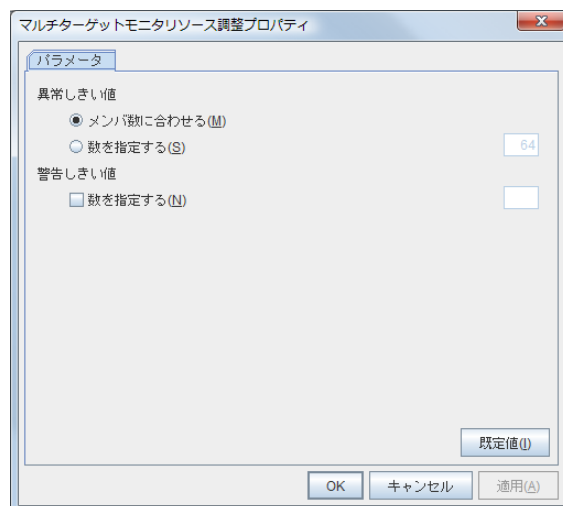 マルチターゲットモニタリソース調整プロパティ
パラメータ
異常しきい値
メンバ数に合わせる(M)
数を指定する(S) 64
警告しきい値
数を指定する(N)
既定値(I)
OK キャンセル 適用(A)